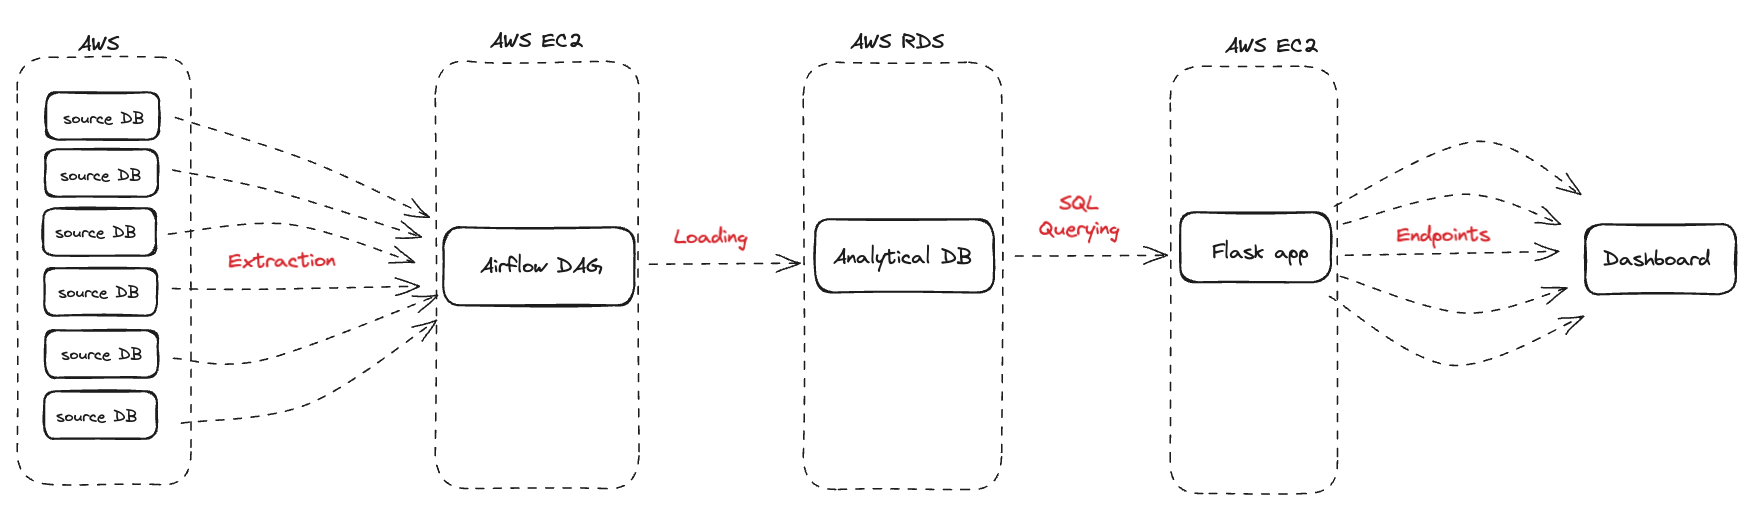 AWS
source DB
source DB
source DB
source DB
source DB
source DB
Extraction
AWS EC2
Airflow DAG
Loading
AWS RDS
Analytical DB
SQL
Querying
AWS EC2
Flask app
Endpoints
Dashboard